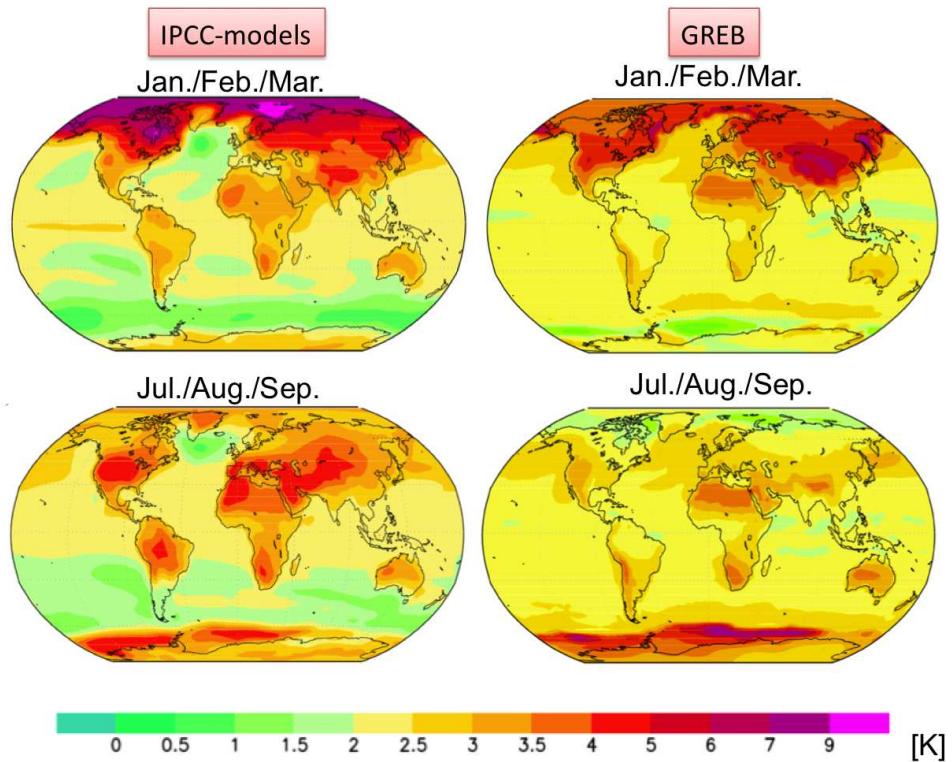 IPCC-models
GREB
Jan./Feb./Mar.
Jan./Feb./Mar.
Jul./Aug./Sep.
Jul./Aug./Sep.
0 0.5 1.5 2 2.5 3 3.5 4 5 6 7 9 [K]